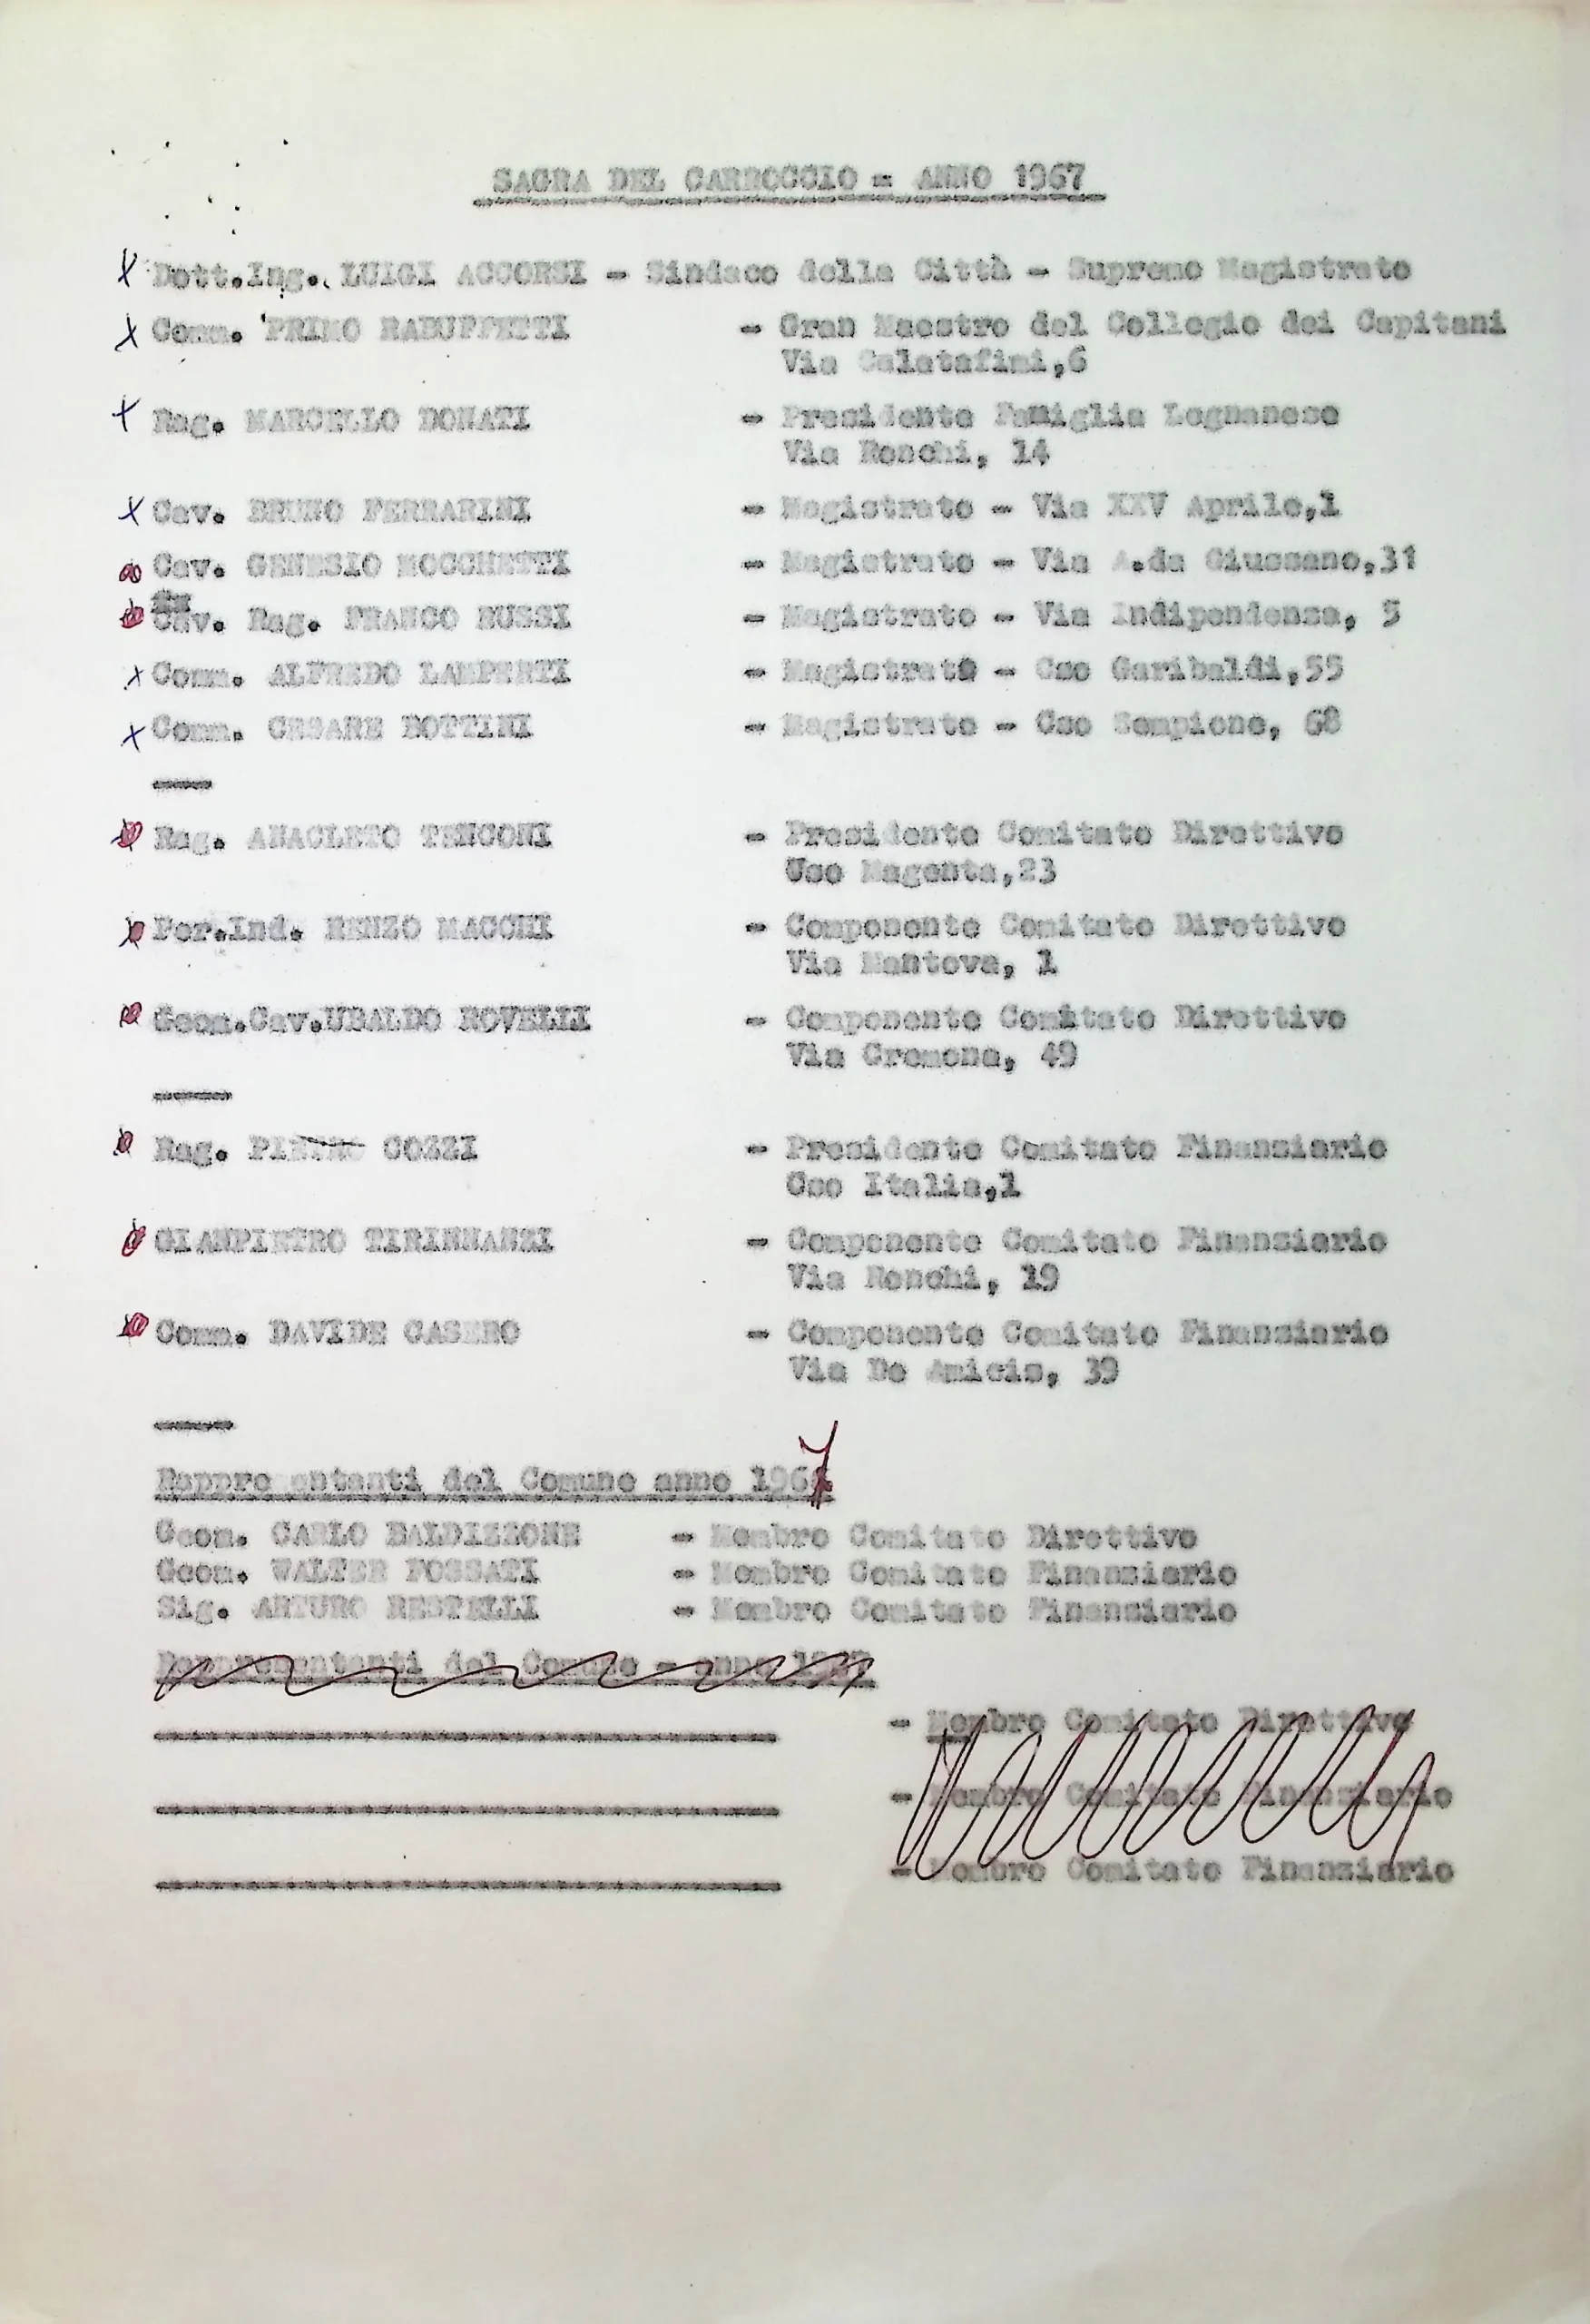 SAGRA DEL CARROCCIO = ANNO 1967
Dott.Ing. LUIGI ACCORSI - Sindaco della Città - Supremo Magistrato
Comm. PRIMO RABUFFETTI - Gran Maestro del Collegio dei Capitani
Via Calatafimi,6
Rag. MARCELLO DONATI - Presidente Famiglia Legnanese
Via Ronchi, 14
Cav. BRUNO FERRARINI - Magistrato - Via XXV Aprile,1
Cav. GENESIO MOCCHETTI - Magistrato - Via A.da Giussano,31
Cav. Rag. FRANCO RUSSI - Magistrato - Via Indipendenza, 5
Comm. ALFREDO LAMPERTI - Magistrato - Cso Garibaldi,55
Comm. CESARE BOTTINI - Magistrato - Cso Sempione, 68
Rag. ANACLETO TENCONI - Presidente Comitato Direttivo
Cso Magenta,23
Per.Ind. RENZO MACCHI - Componente Comitato Direttivo
Via Mantova, 1
Geom.Cav.UBALDO ROVELLI - Componente Comitato Direttivo
Via Cremona, 49
Rag. PIETRO COZZI - Presidente Comitato Finanziario
Cso Italia,1
GIANPIETRO TIRINNANZI - Componente Comitato Finanziario
Via Ronchi, 19
Comm. DAVIDE CASERO - Componente Comitato Finanziario
Via De Amicis, 39
Rappresentanti del Comune anno 1967
Geom. CARLO BALDIZZONE - Membro Comitato Direttivo
Geom. WALTER FOSSATI - Membro Comitato Finanziario
Sig. ARTURO RESTELLI - Membro Comitato Finanziario
Rappresentanti del Comune - anno 1967
- Membro Comitato Direttivo
- Membro Comitato Finanziario
- Membro Comitato Finanziario